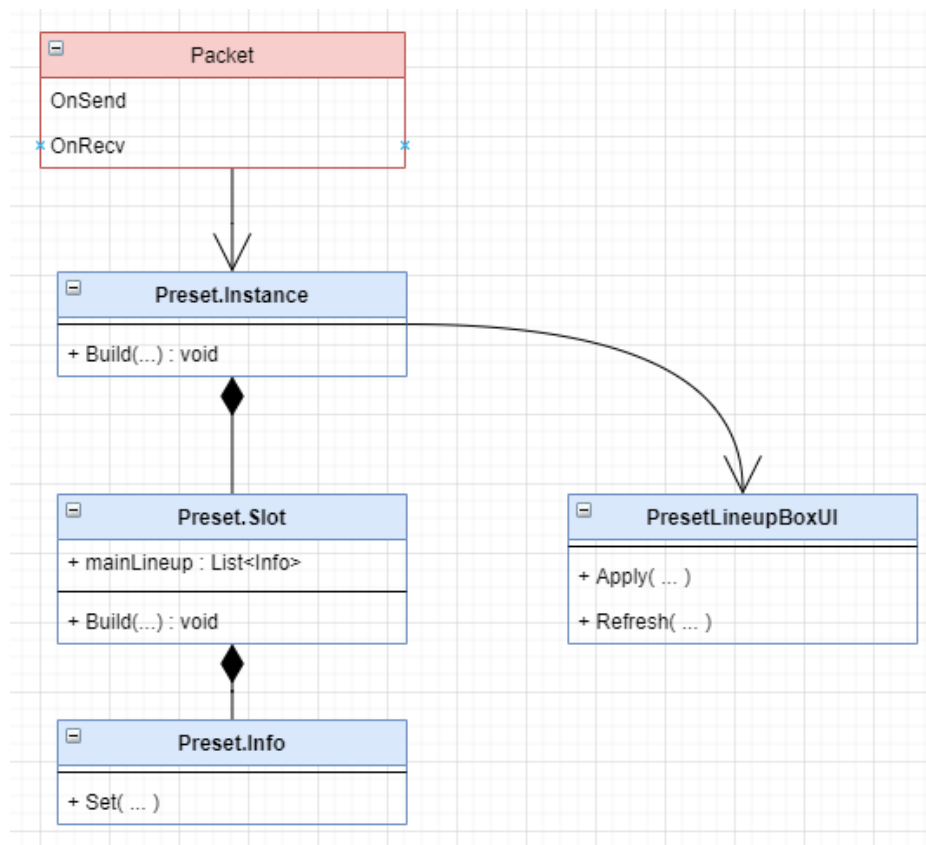 Packet
OnSend
OnRecv
Preset.Instance
+ Build(...) : void
Preset.Slot
+ mainLineup : List<Info>
+ Build(...) : void
PresetLineupBoxUI
+ Apply( ... )
+ Refresh( ... )
Preset.Info
+ Set( ... )